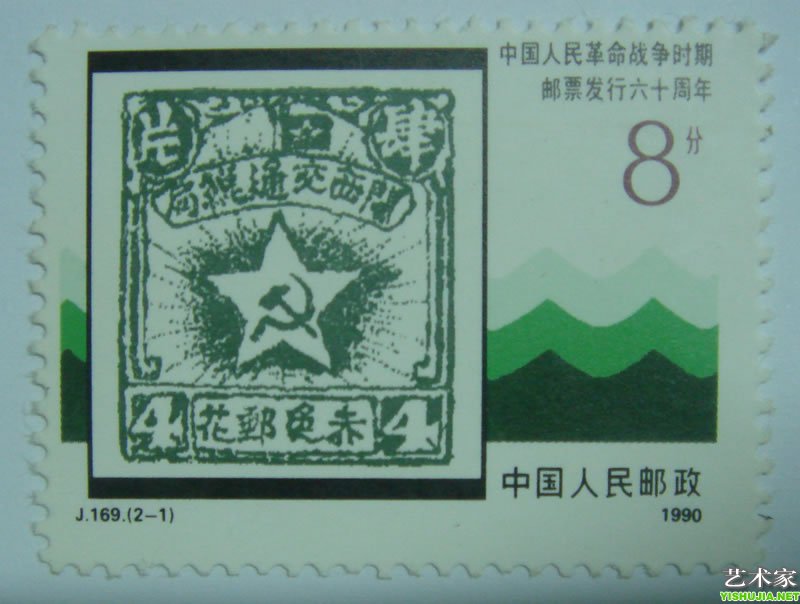 中国人民革命战争时期
邮票发行六十周年
8分
肆片
閩西交通總局
4 赤色郵花 4
中国人民邮政
J.169.(2-1) 1990
艺术家
YISHUJIA.NET